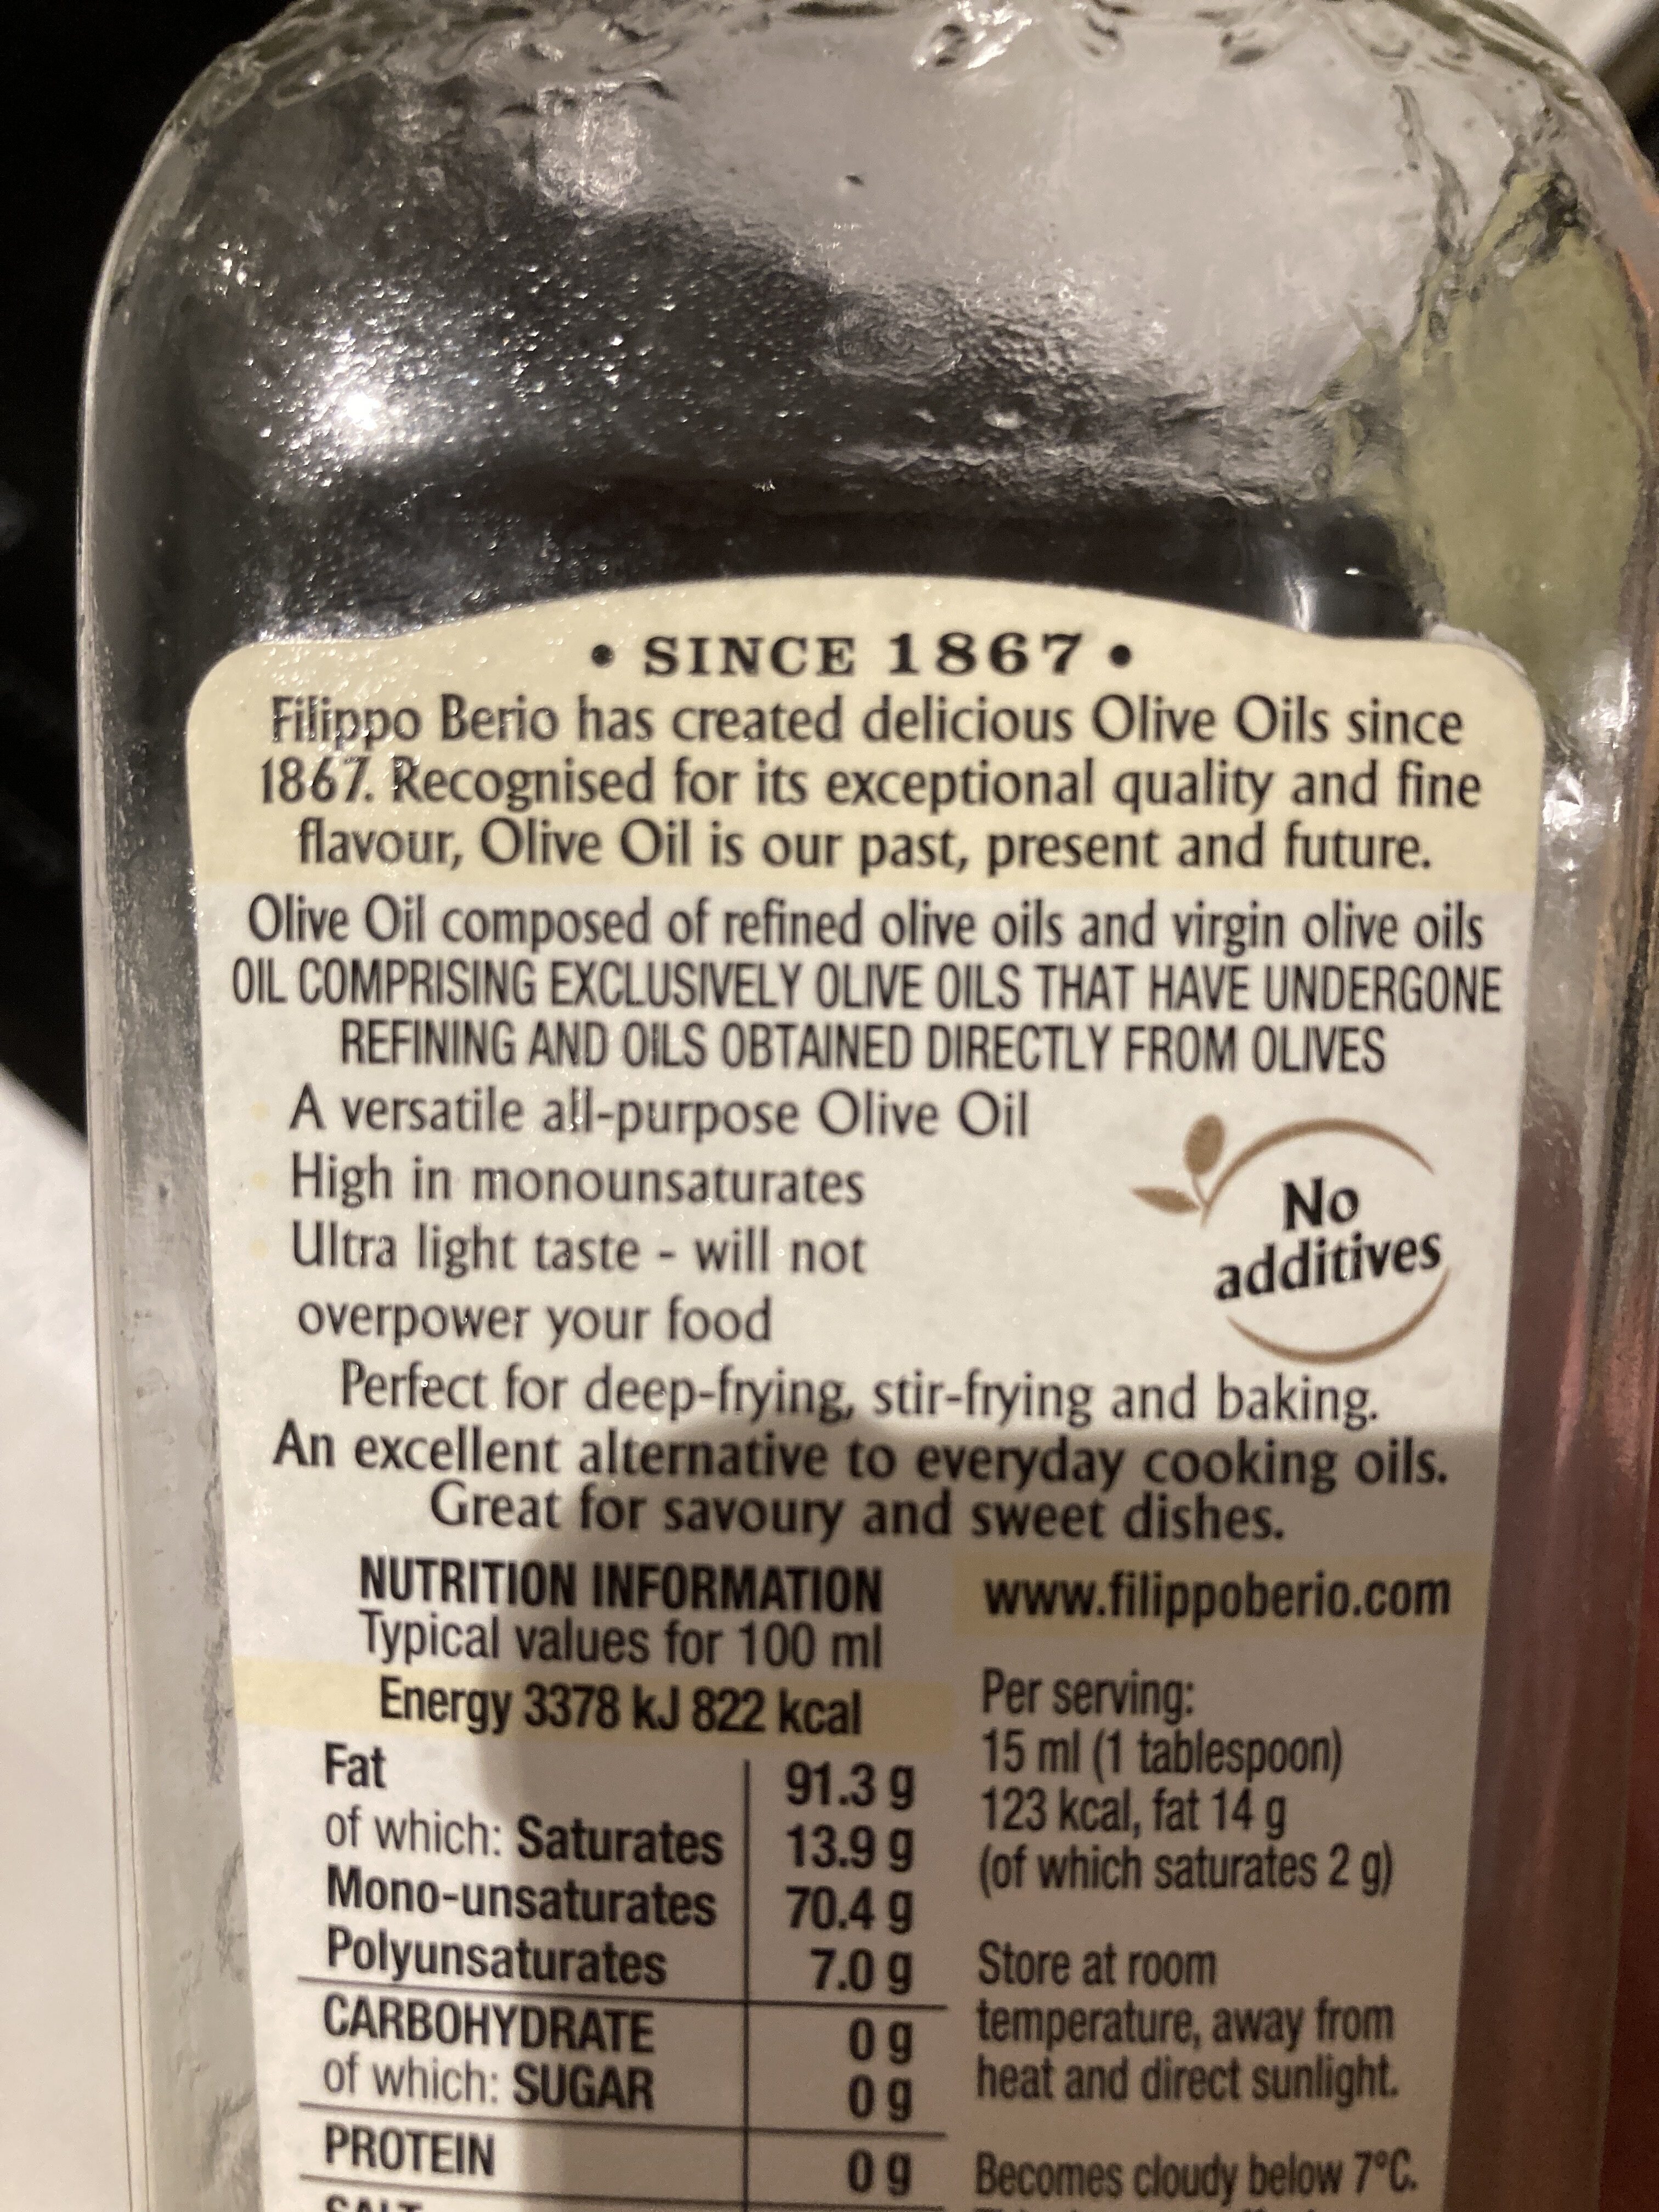 • SINCE 1867 •
Filippo Berio has created delicious Olive Oils since
1867. Recognised for its exceptional quality and fine
flavour, Olive Oil is our past, present and future.
Olive Oil composed of refined olive oils and virgin olive oils
OIL COMPRISING EXCLUSIVELY OLIVE OILS THAT HAVE UNDERGONE
REFINING AND OILS OBTAINED DIRECTLY FROM OLIVES
A versatile all-purpose Olive Oil
High in monounsaturates
Ultra light taste - will not
overpower your food
No
additives
Perfect for deep-frying, stir-frying and baking.
An excellent alternative to everyday cooking oils.
Great for savoury and sweet dishes.
NUTRITION INFORMATION
Typical values for 100 ml
Energy 3378 kJ 822 kcal
Fat 91.3 g
of which: Saturates 13.9 g
Mono-unsaturates 70.4 g
Polyunsaturates 7.0 g
CARBOHYDRATE 0 g
of which: SUGAR 0 g
PROTEIN 0 g
SALT
www.filippoberio.com
Per serving:
15 ml (1 tablespoon)
123 kcal, fat 14 g
(of which saturates 2 g)
Store at room
temperature, away from
heat and direct sunlight.
Becomes cloudy below 7°C.